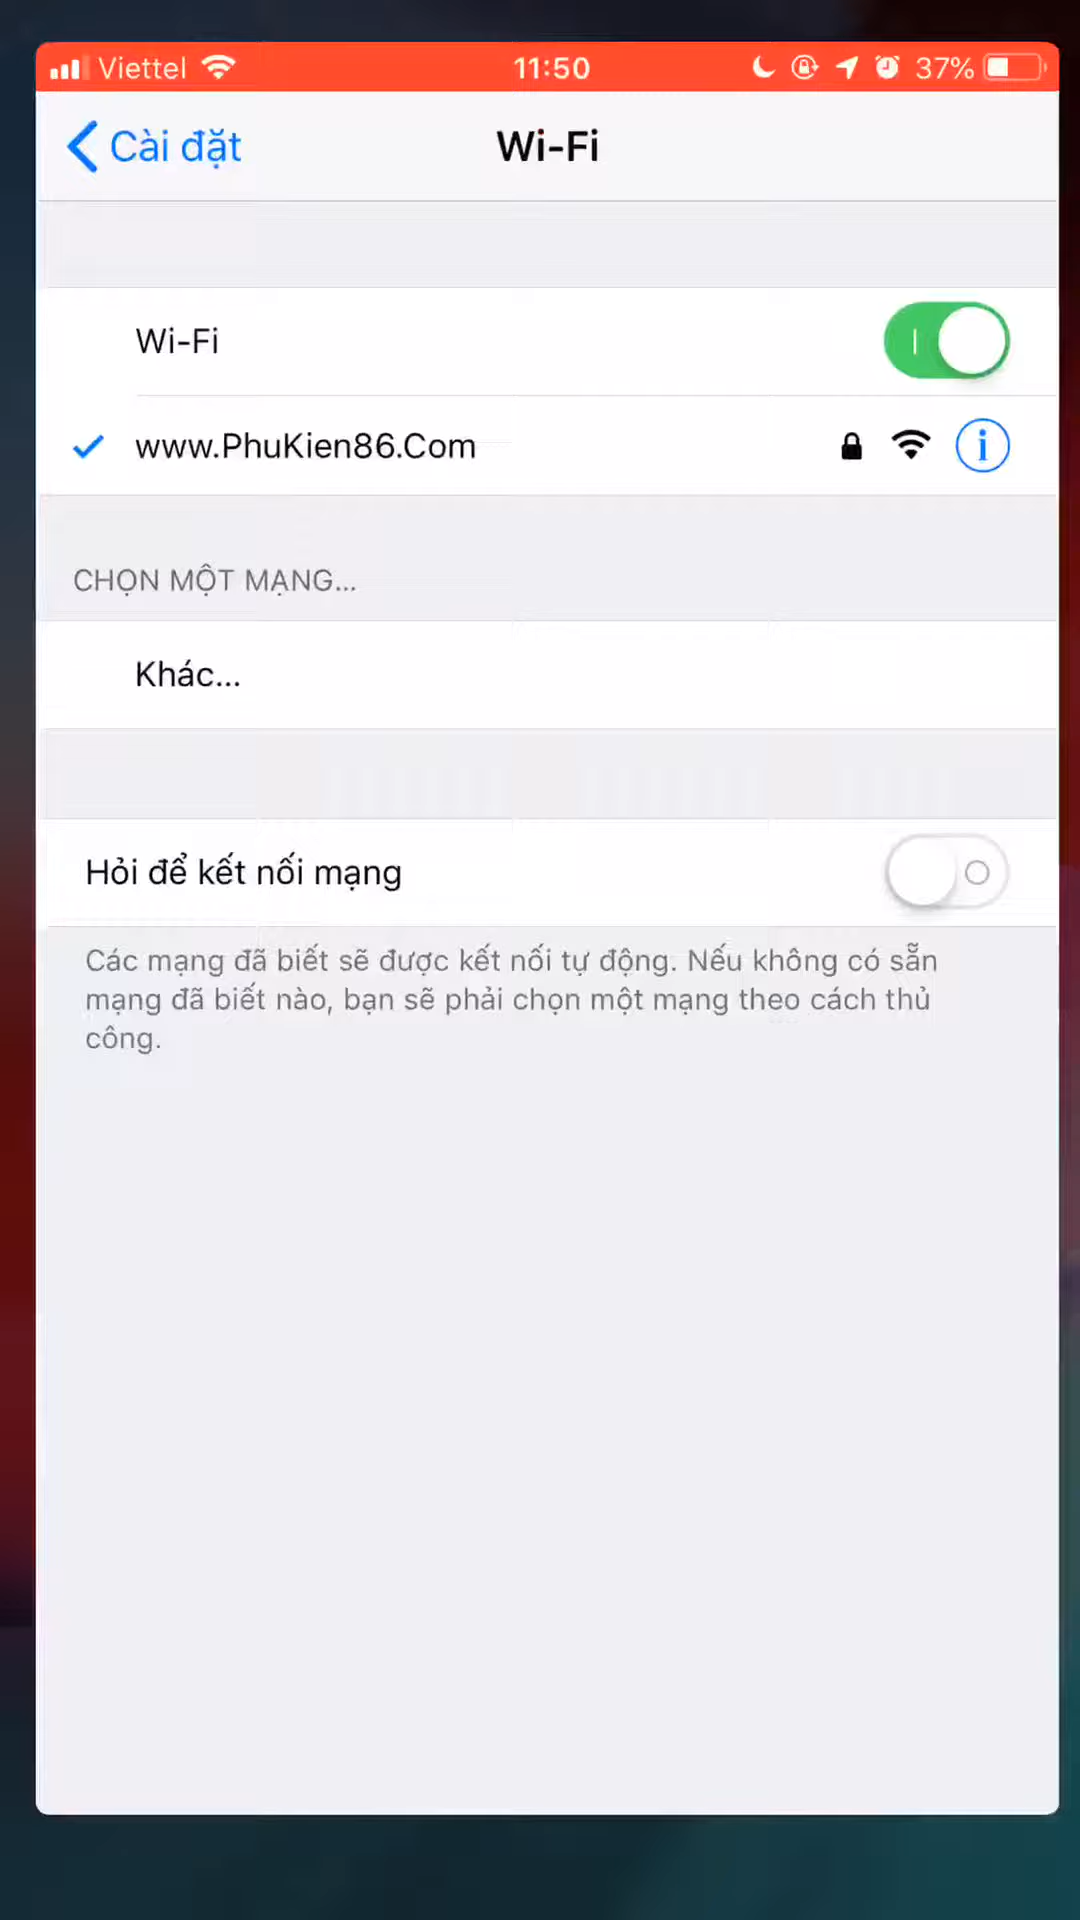 Viettel 11:50 37%
Cài đặt Wi-Fi
Wi-Fi
www.PhuKien86.Com
CHỌN MỘT MẠNG...
Khác...
Hỏi để kết nối mạng
Các mạng đã biết sẽ được kết nối tự động. Nếu không có sẵn
mạng đã biết nào, bạn sẽ phải chọn một mạng theo cách thủ
công.